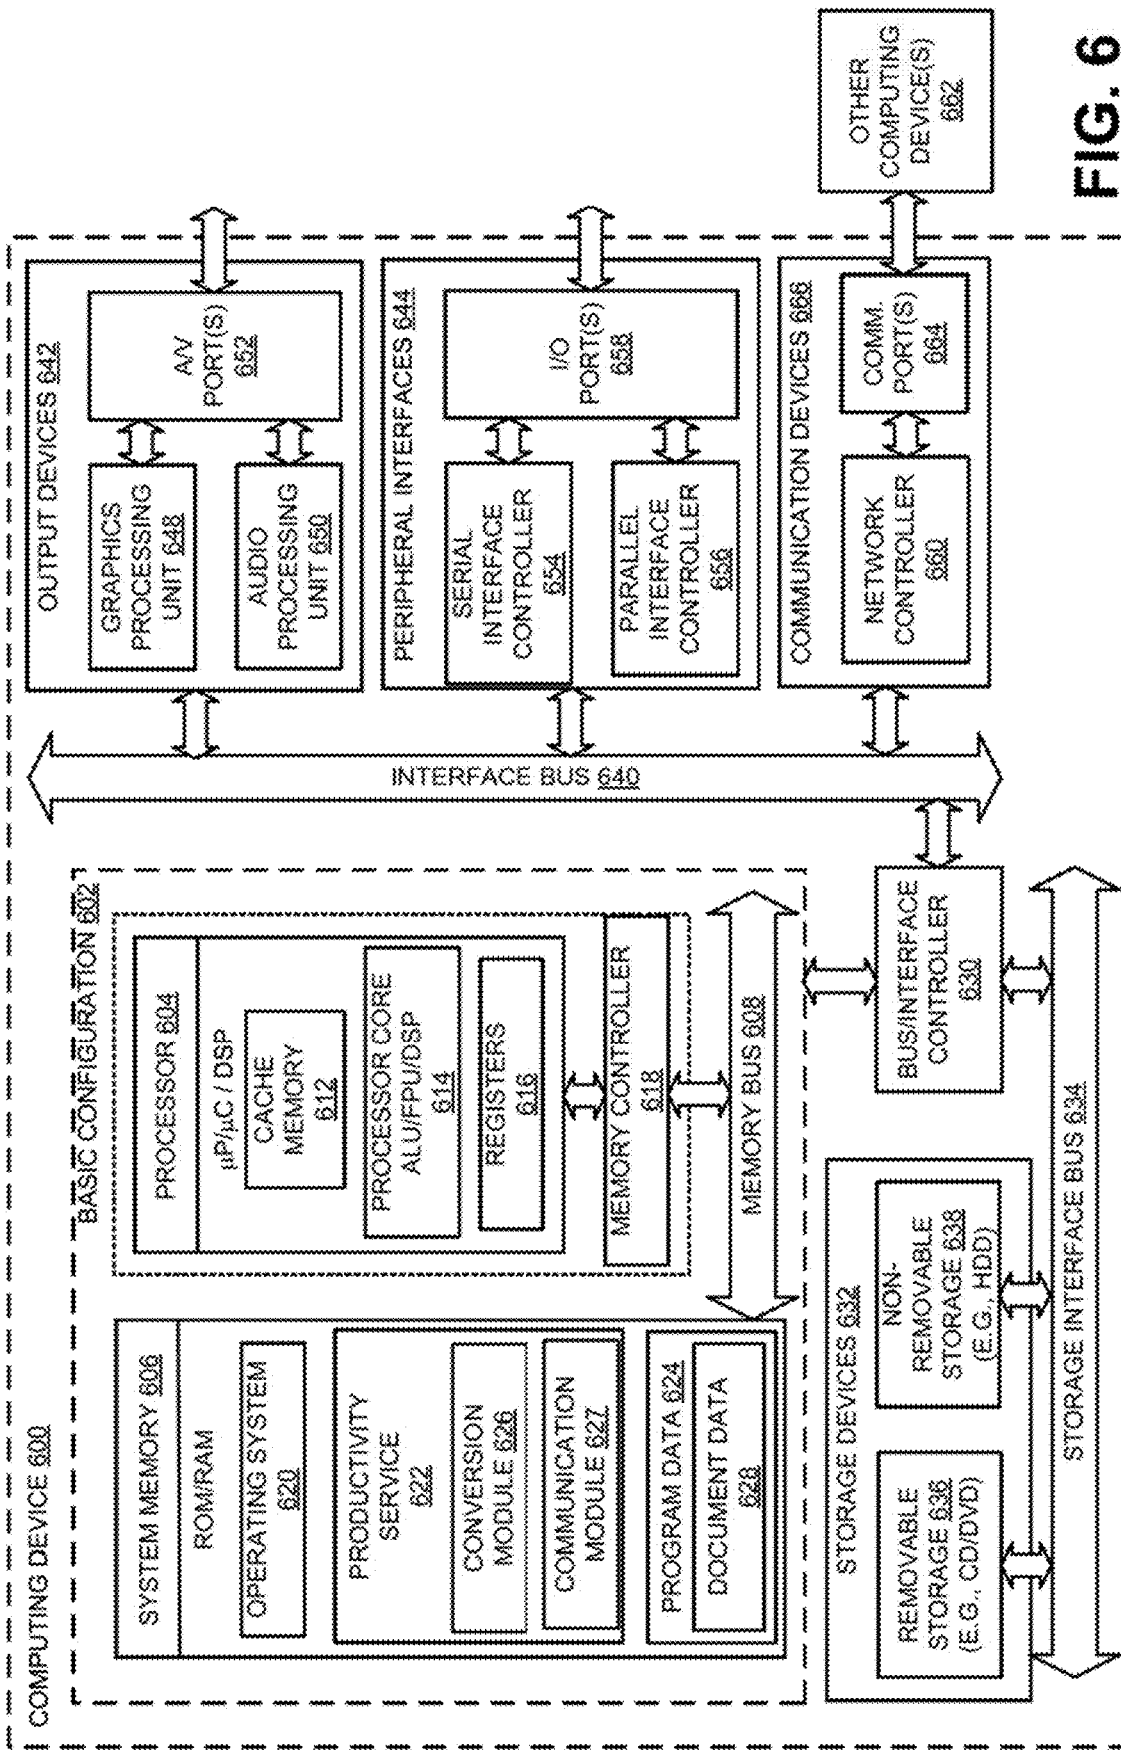 COMPUTING DEVICE 600
BASIC CONFIGURATION 602
SYSTEM MEMORY 606
ROM/RAM
OPERATING SYSTEM
620
PRODUCTIVITY
SERVICE
622
CONVERSION
MODULE 626
COMMUNICATION
MODULE 627
PROGRAM DATA 624
DOCUMENT DATA
628
PROCESSOR 604
µP/µC / DSP
CACHE
MEMORY
612
PROCESSOR CORE
ALU/FPU/DSP
614
REGISTERS
616
MEMORY CONTROLLER
618
MEMORY BUS 608
STORAGE DEVICES 632
REMOVABLE
STORAGE 636
(E.G., CD/DVD)
NON-
REMOVABLE
STORAGE 638
(E.G., HDD)
BUS/INTERFACE
CONTROLLER
630
STORAGE INTERFACE BUS 634
INTERFACE BUS 640
OUTPUT DEVICES 642
GRAPHICS
PROCESSING
UNIT 648
AUDIO
PROCESSING
UNIT 650
A/V
PORT(S)
652
PERIPHERAL INTERFACES 644
SERIAL
INTERFACE
CONTROLLER
654
PARALLEL
INTERFACE
CONTROLLER
656
I/O
PORT(S)
658
COMMUNICATION DEVICES 666
NETWORK
CONTROLLER
660
COMM.
PORT(S)
664
OTHER
COMPUTING
DEVICE(S)
662
FIG. 6